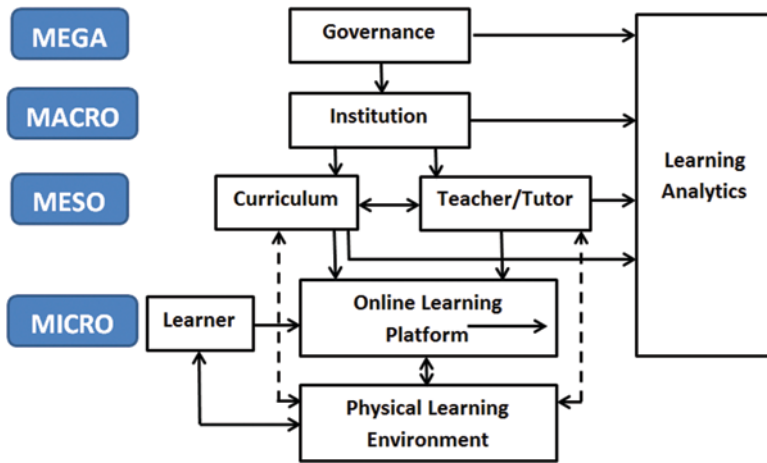 MEGA
Governance
MACRO
Institution
Learning
Analytics
MESO
Curriculum
Teacher/Tutor
MICRO
Learner
Online Learning
Platform
Physical Learning
Environment